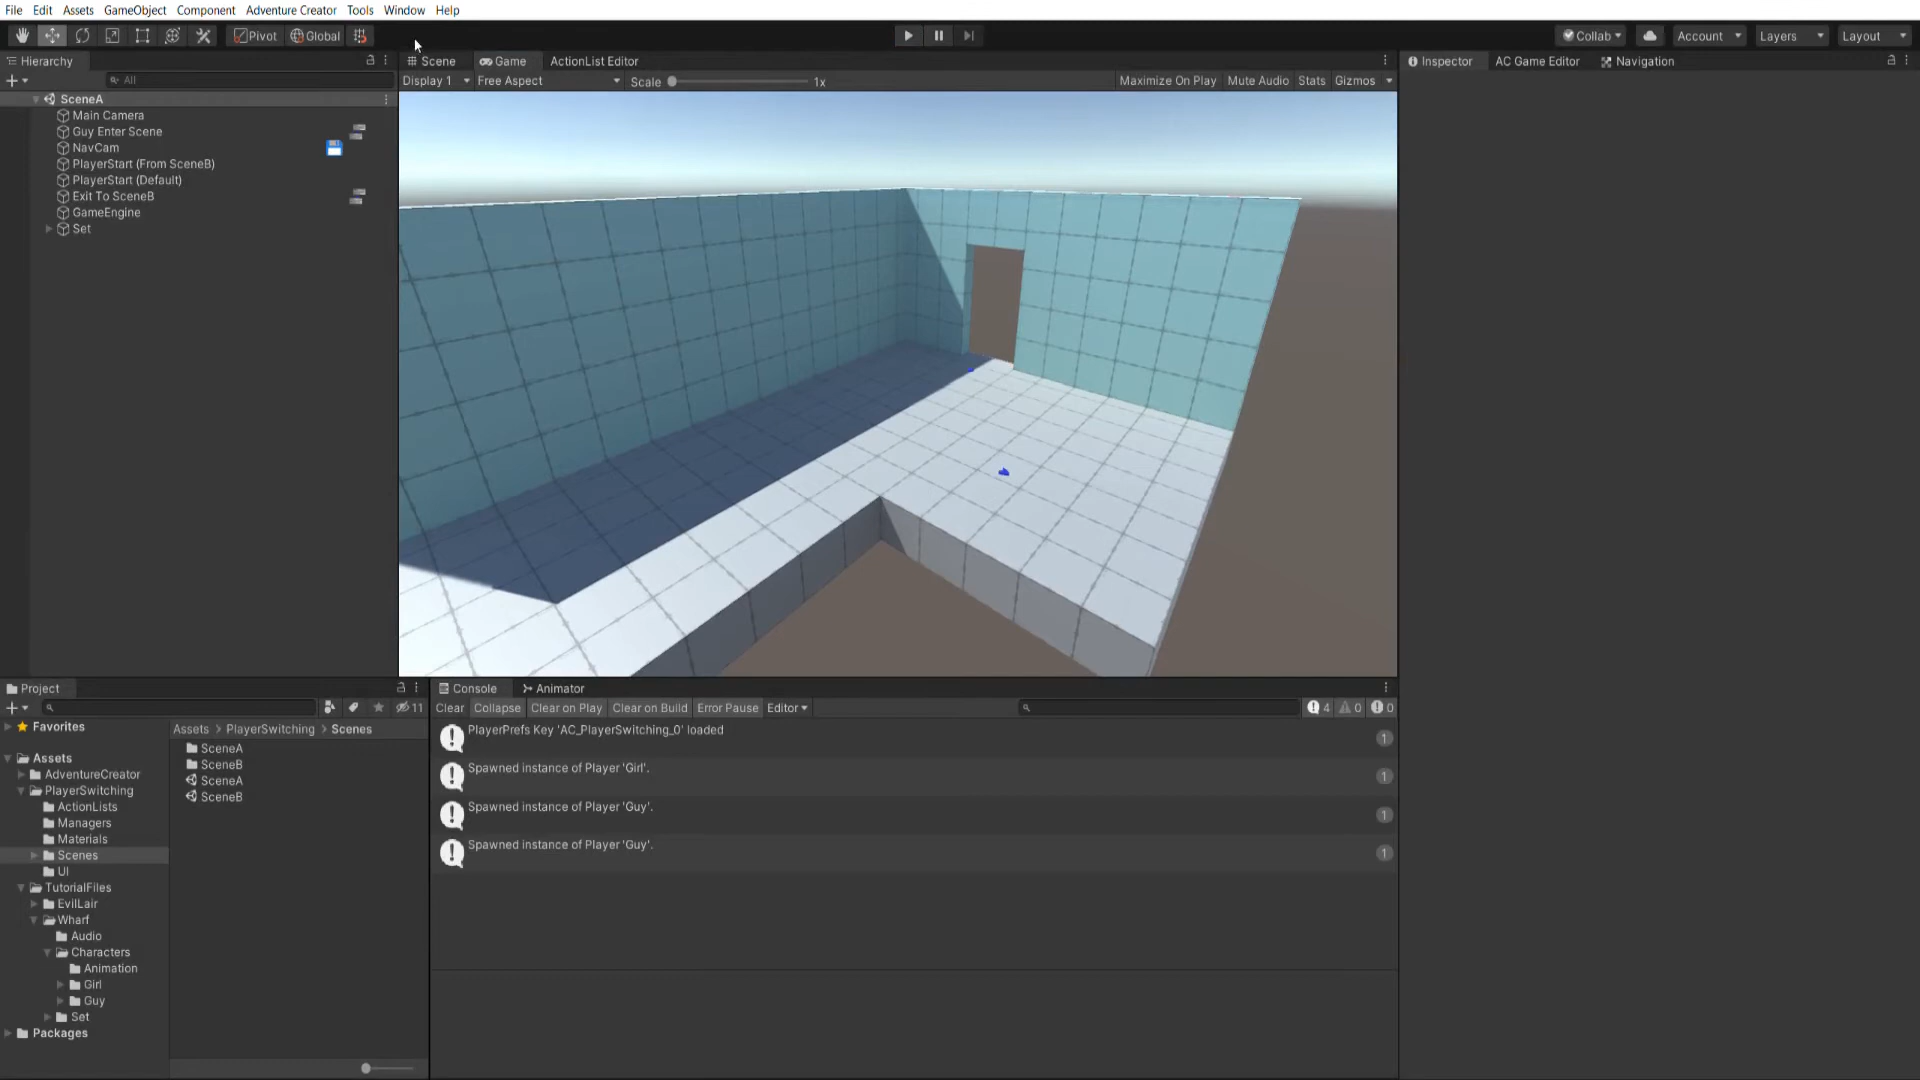 File Edit Assets GameObject Component Adventure Creator Tools Window Help
Pivot Global Collab Account Layers Layout
Hierarchy
All
SceneA
Main Camera
Guy Enter Scene
NavCam
PlayerStart (From SceneB)
PlayerStart (Default)
Exit To SceneB
GameEngine
Set
Scene Game ActionList Editor
Display 1 Free Aspect Scale 1x Maximize On Play Mute Audio Stats Gizmos
Inspector AC Game Editor Navigation
Project
11
Favorites
Assets
AdventureCreator
PlayerSwitching
ActionLists
Managers
Materials
Scenes
UI
TutorialFiles
EvilLair
Wharf
Audio
Characters
Animation
Girl
Guy
Set
Packages
Assets > PlayerSwitching > Scenes
SceneA
SceneB
SceneA
SceneB
Console Animator
Clear Collapse Clear on Play Clear on Build Error Pause Editor 4 0 0
PlayerPrefs Key 'AC_PlayerSwitching_0' loaded 1
Spawned instance of Player 'Girl'. 1
Spawned instance of Player 'Guy'. 1
Spawned instance of Player 'Guy'. 1